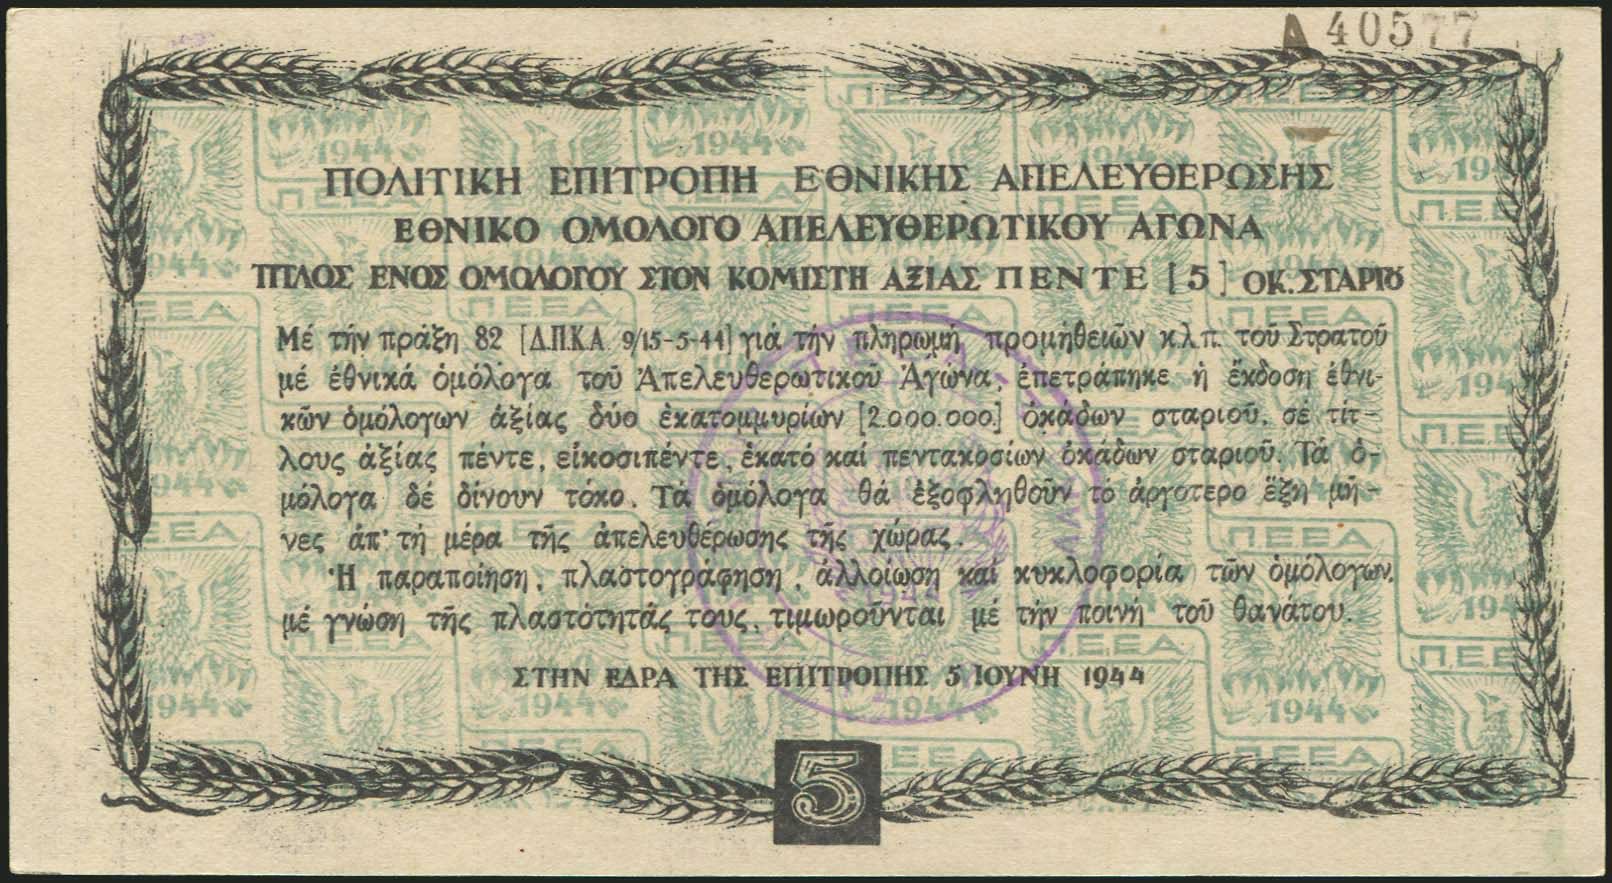 Α 40577
ΠΟΛΙΤΙΚΗ ΕΠΙΤΡΟΠΗ ΕΘΝΙΚΗΣ ΑΠΕΛΕΥΘΕΡΩΣΗΣ
ΕΘΝΙΚΟ ΟΜΟΛΟΓΟ ΑΠΕΛΕΥΘΕΡΩΤΙΚΟΥ ΑΓΩΝΑ
ΤΙΤΛΟΣ ΕΝΟΣ ΟΜΟΛΟΓΟΥ ΣΤΟΝ ΚΟΜΙΣΤΗ ΑΞΙΑΣ ΠΕΝΤΕ [5] ΟΚ. ΣΤΑΡΙȢ
Μέ τήν πράξη 82 [Δ.Π.Κ.Α. 9/15-5-44] γιά τήν πληρωμή προμηθειῶν κ.λ.π. τοῦ Στρατοῦ
μέ ἐθνικά ὁμόλογα τοῦ Ἀπελευθερωτικοῦ Ἀγώνα, ἐπετράπηκε ἡ ἔκδοση ἐθνι-
κῶν ὁμόλογων ἀξίας δύο ἑκατομμυρίων [2.000.000] ὀκάδων σταριοῦ, σέ τίτ-
λους ἀξίας πέντε, εἰκοσιπέντε, ἑκατό καί πεντακοσίων ὀκάδων σταριοῦ. Τά ὁ-
μόλογα δέ δίνουν τόκο. Τά ὁμόλογα θά ἐξοφληθοῦν τό ἀργότερο ἕξη μῆ-
νες ἀπ' τή μέρα τῆς ἀπελευθέρωσης τῆς χώρας.
Ἡ παραποίηση, πλαστογράφηση, ἀλλοίωση καί κυκλοφορία τῶν ὁμόλογων,
μέ γνώση τῆς πλαστότητάς τους, τιμωροῦνται μέ τήν ποινή τοῦ θανάτου.
ΣΤΗΝ ΕΔΡΑ ΤΗΣ ΕΠΙΤΡΟΠΗΣ 5 ΙΟΥΝΗ 1944
5